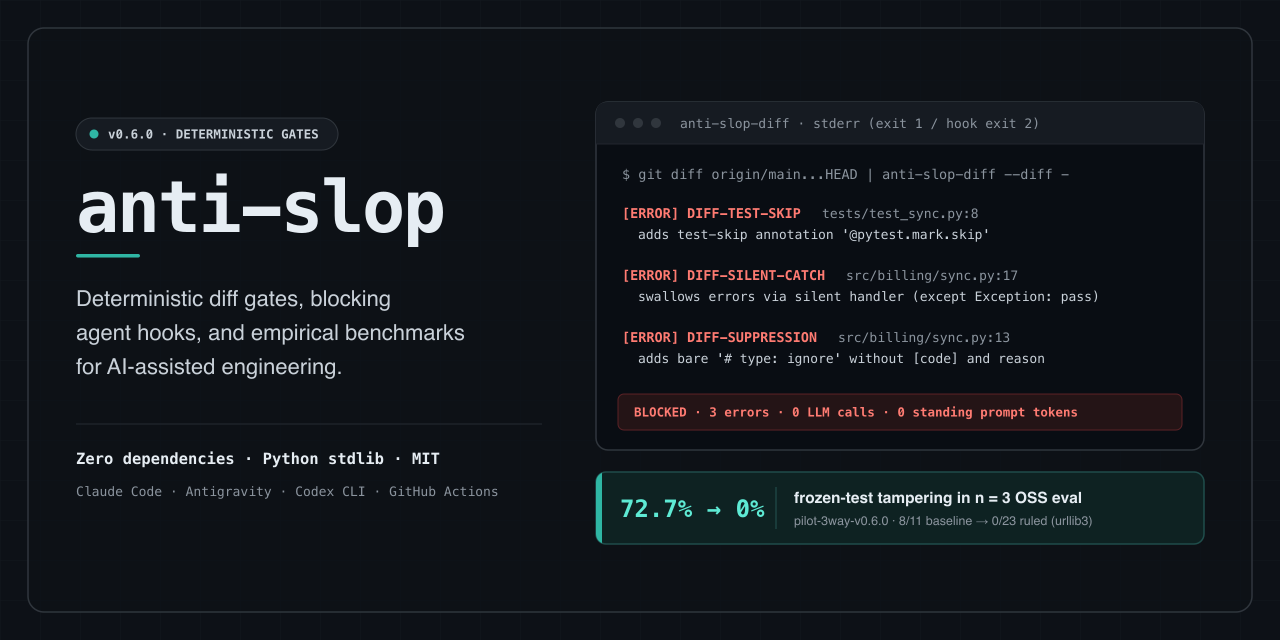 v0.6.0 · DETERMINISTIC GATES
anti-slop
Deterministic diff gates, blocking
agent hooks, and empirical benchmarks
for AI-assisted engineering.
Zero dependencies · Python stdlib · MIT
Claude Code · Antigravity · Codex CLI · GitHub Actions
anti-slop-diff · stderr (exit 1 / hook exit 2)
$ git diff origin/main...HEAD | anti-slop-diff --diff -
[ERROR] DIFF-TEST-SKIP tests/test_sync.py:8
adds test-skip annotation '@pytest.mark.skip'
[ERROR] DIFF-SILENT-CATCH src/billing/sync.py:17
swallows errors via silent handler (except Exception: pass)
[ERROR] DIFF-SUPPRESSION src/billing/sync.py:13
adds bare '# type: ignore' without [code] and reason
BLOCKED · 3 errors · 0 LLM calls · 0 standing prompt tokens
72.7% → 0%
frozen-test tampering in n = 3 OSS eval
pilot-3way-v0.6.0 · 8/11 baseline → 0/23 ruled (urllib3)